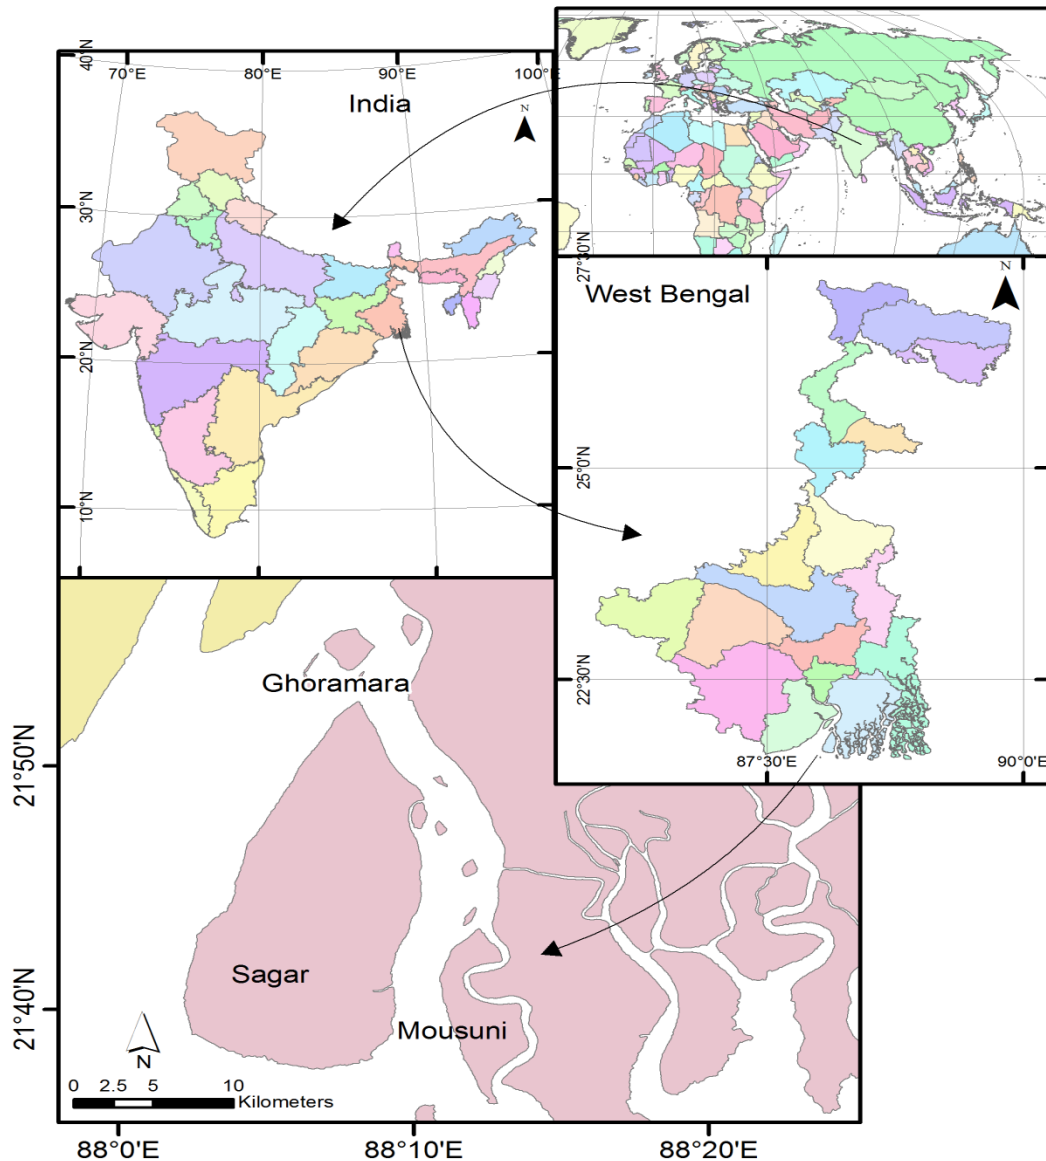 70°E
80°E
90°E
100°E
40°N
India
N
30°N
20°N
10°N
27°30'N
West Bengal
N
25°0'N
22°30'N
87°30'E
90°0'E
Ghoramara
21°50'N
Sagar
21°40'N
Mousuni
N
0 2.5 5 10
Kilometers
88°0'E
88°10'E
88°20'E